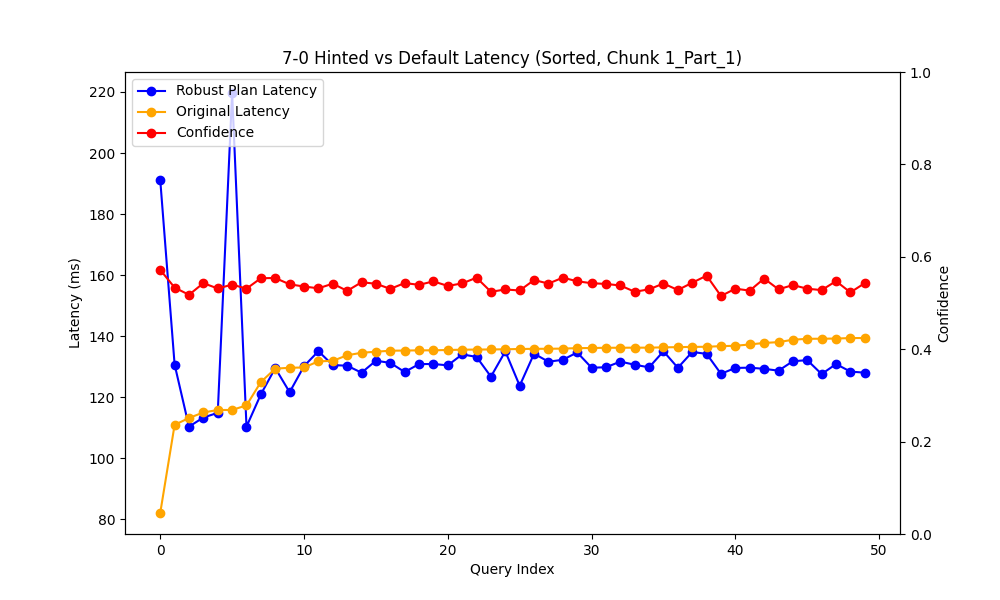 7-0 Hinted vs Default Latency (Sorted, Chunk 1_Part_1)
Robust Plan Latency
Original Latency
Confidence
Latency (ms)
220
200
180
160
140
120
100
80
1.0
0.8
0.6
0.4
0.2
0.0
Confidence
0 10 20 30 40 50
Query Index